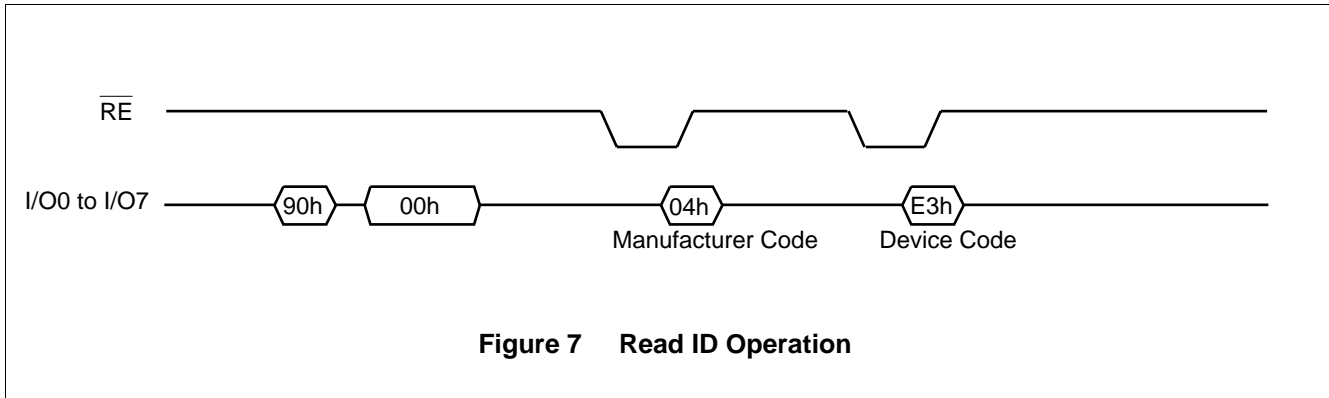 RE
I/O0 to I/O7
90h 00h 04h E3h
Manufacturer Code Device Code
Figure 7 Read ID Operation